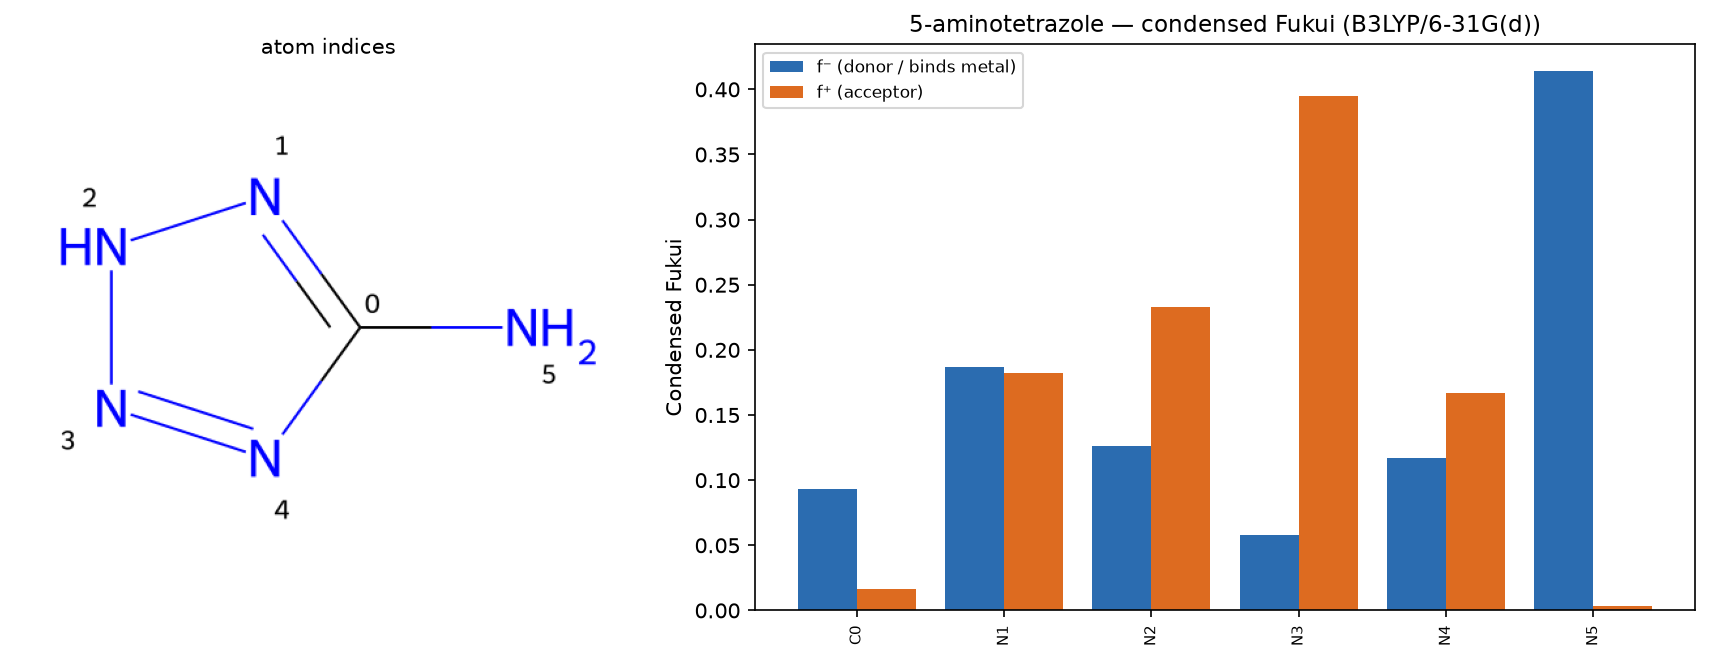 atom indices
1
N
2
HN
0
NH2
5
N
3
N
4
5-aminotetrazole — condensed Fukui (B3LYP/6-31G(d))
f⁻ (donor / binds metal)
f⁺ (acceptor)
Condensed Fukui
0.40
0.35
0.30
0.25
0.20
0.15
0.10
0.05
0.00
C0
N1
N2
N3
N4
N5